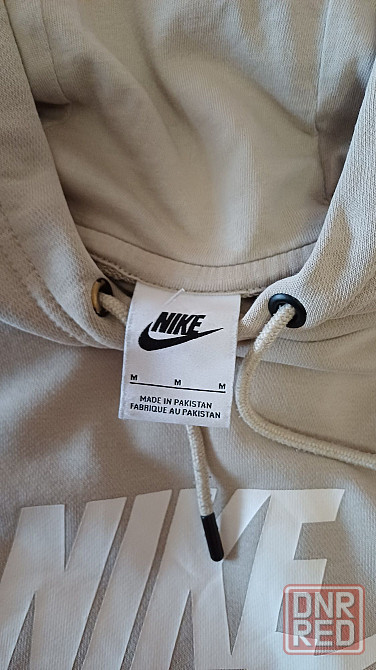 NIKE
M M M
MADE IN PAKISTAN
FABRIQUE AU PAKISTAN
NIKE
DNR
RED